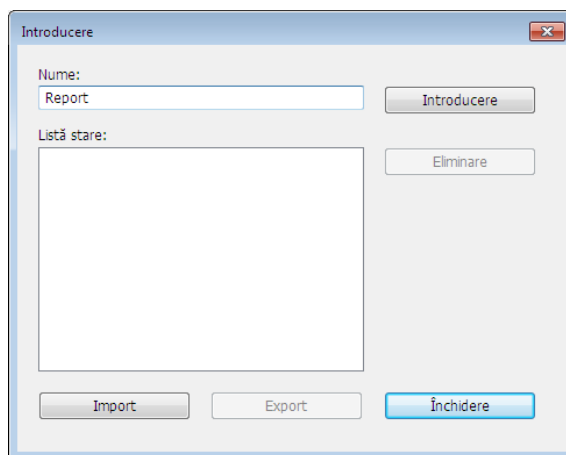 Introducere
Nume:
Report
Introducere
Listă stare:
Eliminare
Import
Export
Închidere